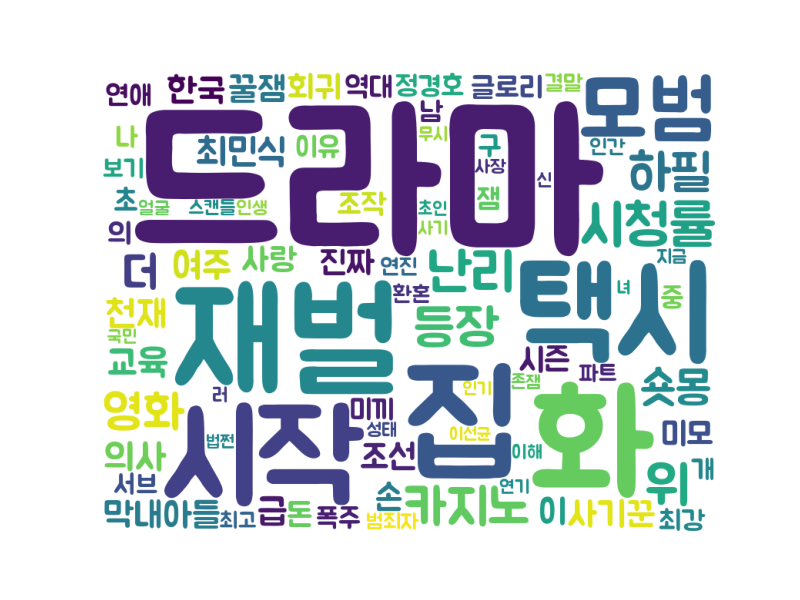 연애 한국 꿀잼 회귀 역대 정경호 글로리 결말
드라마 모범
나 최민식 이유 남 무시 구 사장 신 인간
보기 초 얼굴 스캔들 인생 조작 초인 사기 잼 하필
의 시청률
더 여주 사랑 진짜 연진 난리 지금
재벌 환혼 택시 녀 중
천재 국민 등장
교육 시즌 파트
러 미끼 집 인기 존잼 화 숏몽
영화 시작 성태 이선균 미모
의사 법쩐 조선 이해
서브 손 카지노 연기 위 개
막내아들 최고 급 돈 폭주 범죄자 이 사기꾼 최강